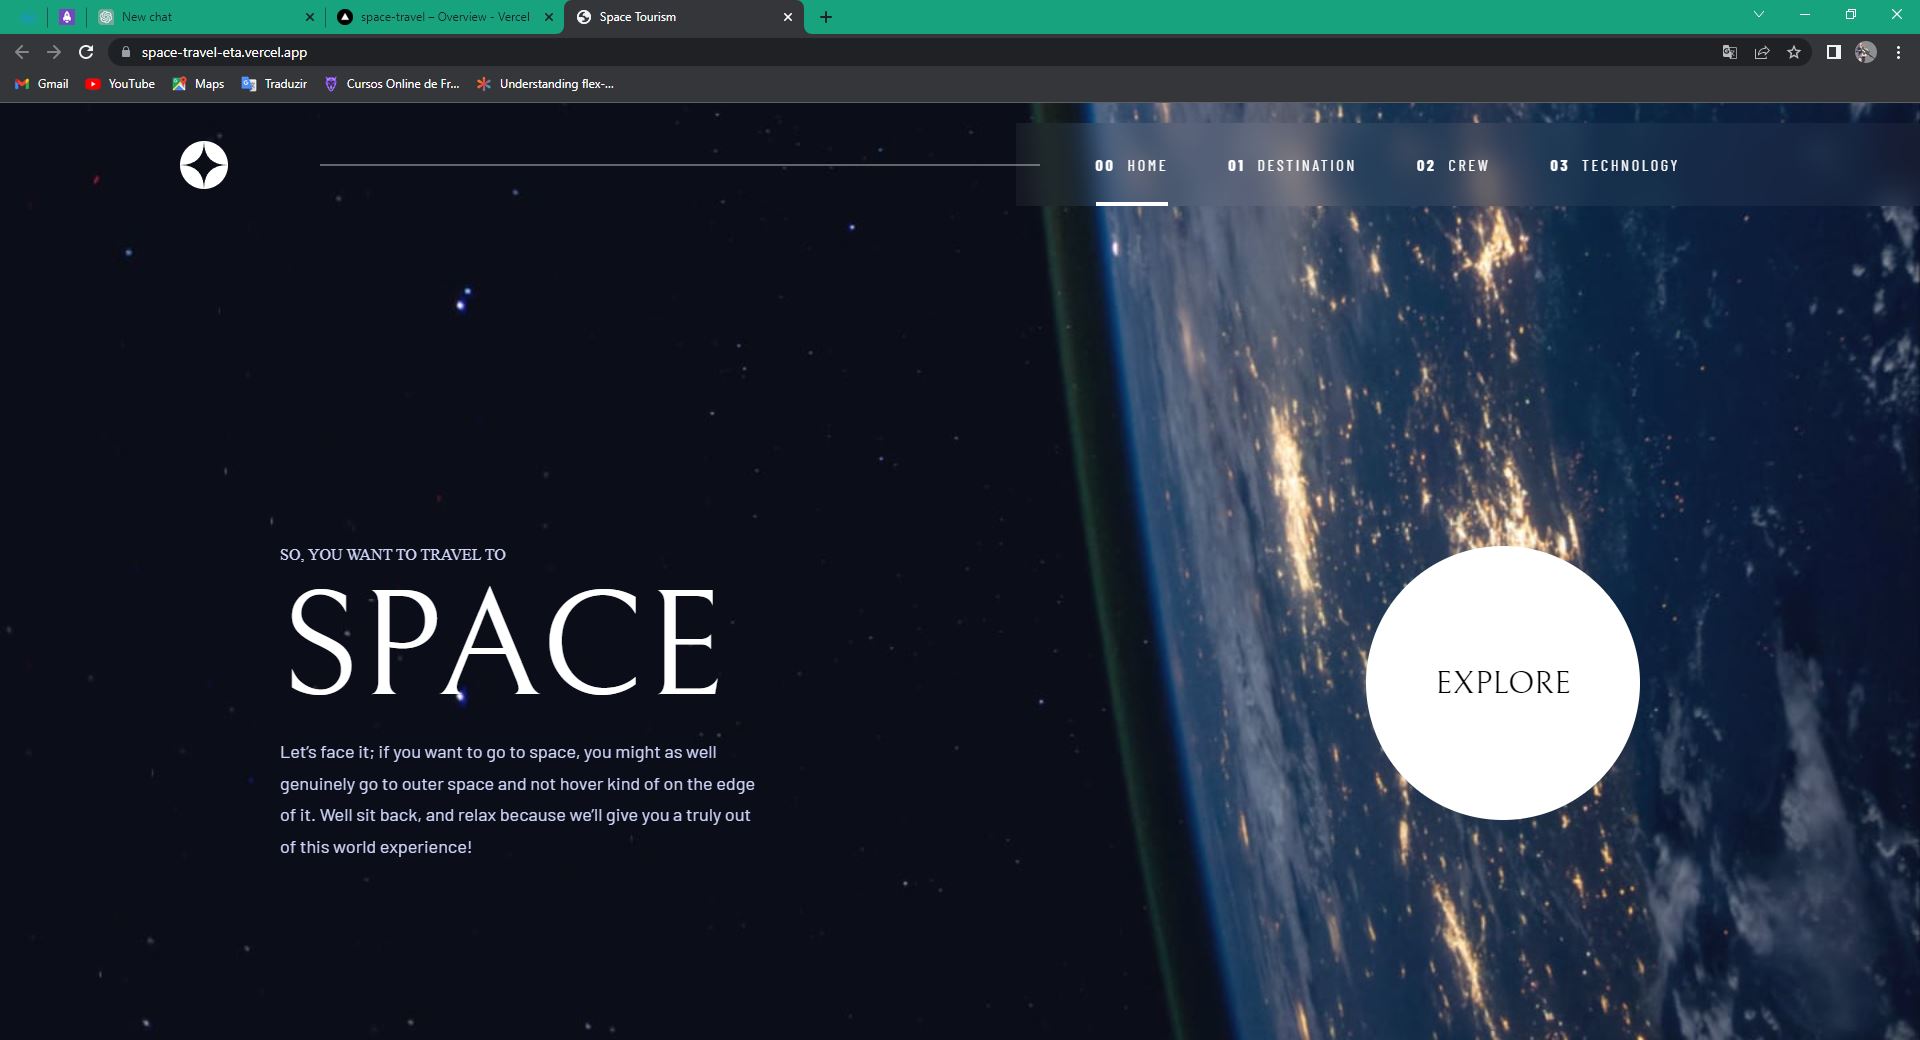 New chat
space-travel – Overview - Vercel
Space Tourism
space-travel-eta.vercel.app
Gmail
YouTube
Maps
Traduzir
Cursos Online de Fr...
Understanding flex-...
00 HOME
01 DESTINATION
02 CREW
03 TECHNOLOGY
SO, YOU WANT TO TRAVEL TO
SPACE
Let’s face it; if you want to go to space, you might as well
genuinely go to outer space and not hover kind of on the edge
of it. Well sit back, and relax because we’ll give you a truly out
of this world experience!
EXPLORE